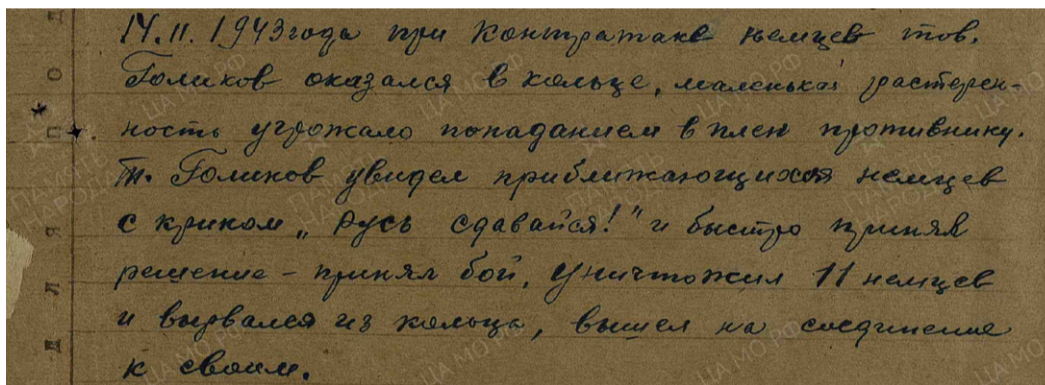 14.11.1943 года при контратаке немцев тов.
Голиков оказался в кольце, маленькая растерен-
ность угрожало попаданием в плен противнику.
т. Голиков увидел приближающихся немцев
с криком „Русь сдавайся!" и быстро принял
решение - принял бой, уничтожил 11 немцев
и вырвался из кольца, вышел на соединение
к своим.